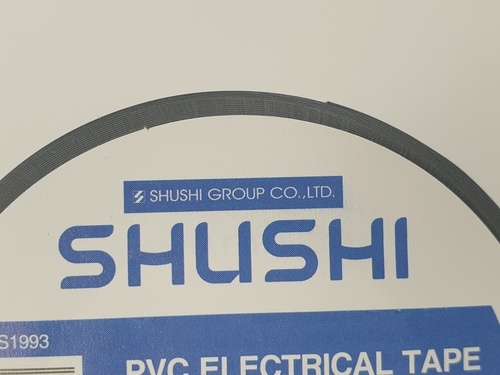 SHUSHI GROUP CO.,LTD.
SHUSHI
S1993
PVC ELECTRICAL TAPE